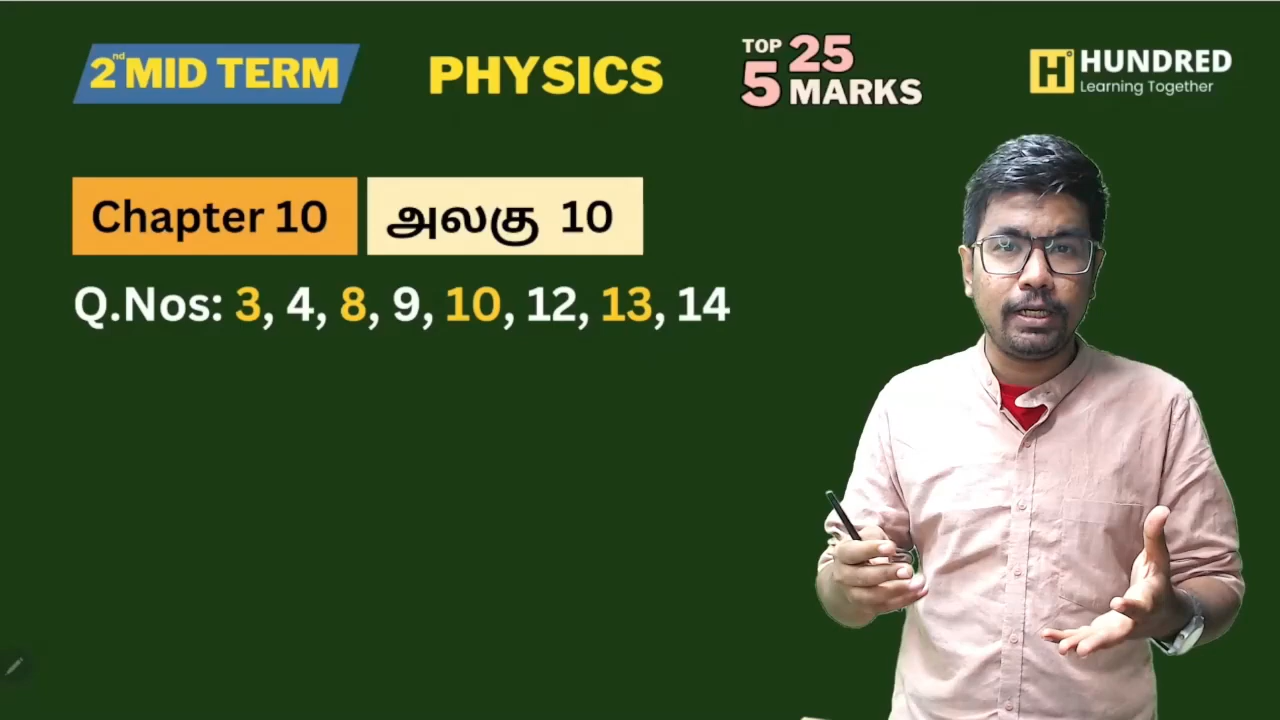 2nd MID TERM
PHYSICS
TOP 5 25 MARKS
H° HUNDRED
Learning Together
Chapter 10
அலகு 10
Q.Nos: 3, 4, 8, 9, 10, 12, 13, 14